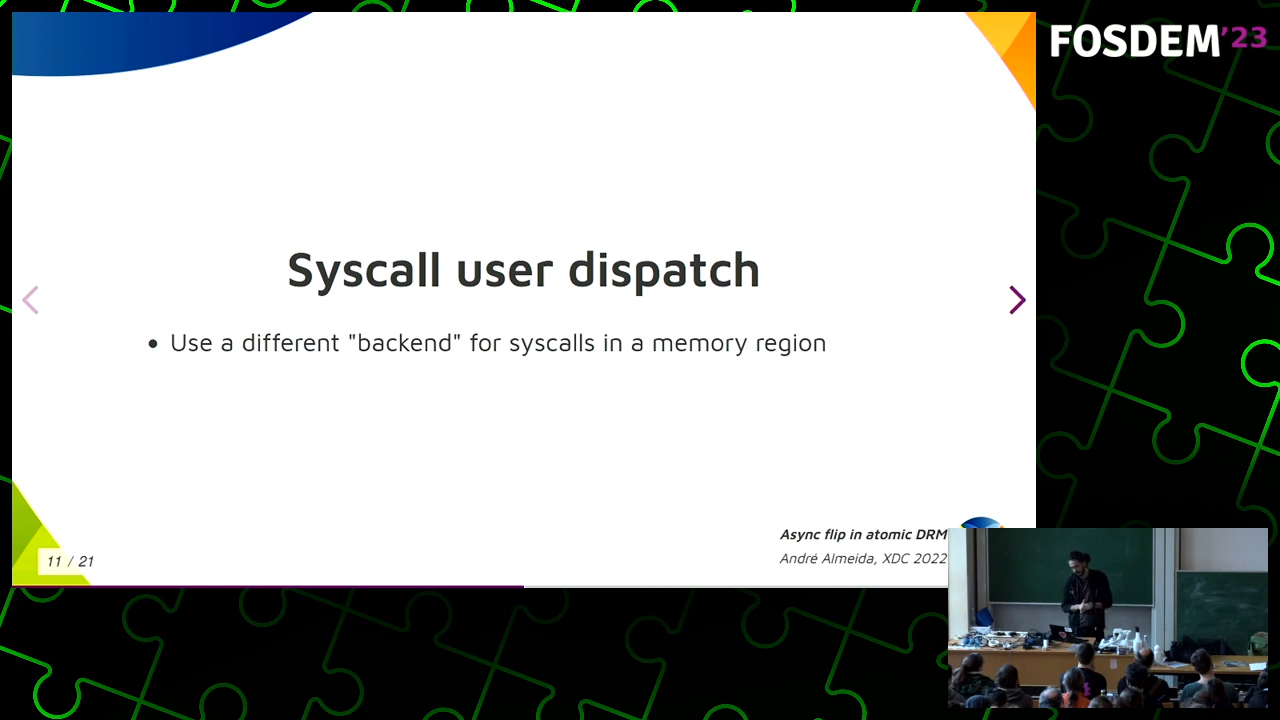 FOSDEM'23
Syscall user dispatch
• Use a different "backend" for syscalls in a memory region
Async flip in atomic DRM
André Almeida, XDC 2022
11 / 21